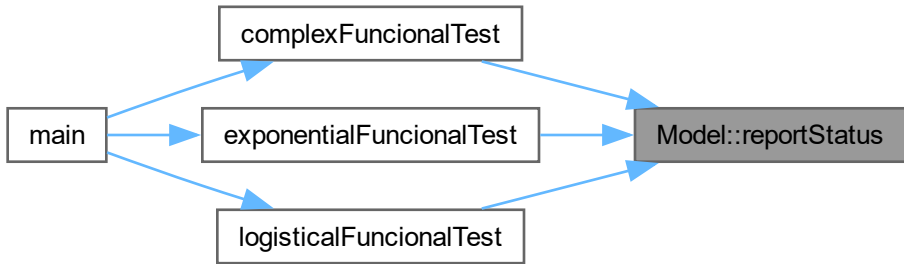 complexFuncionalTest
main
exponentialFuncionalTest
Model::reportStatus
logisticalFuncionalTest